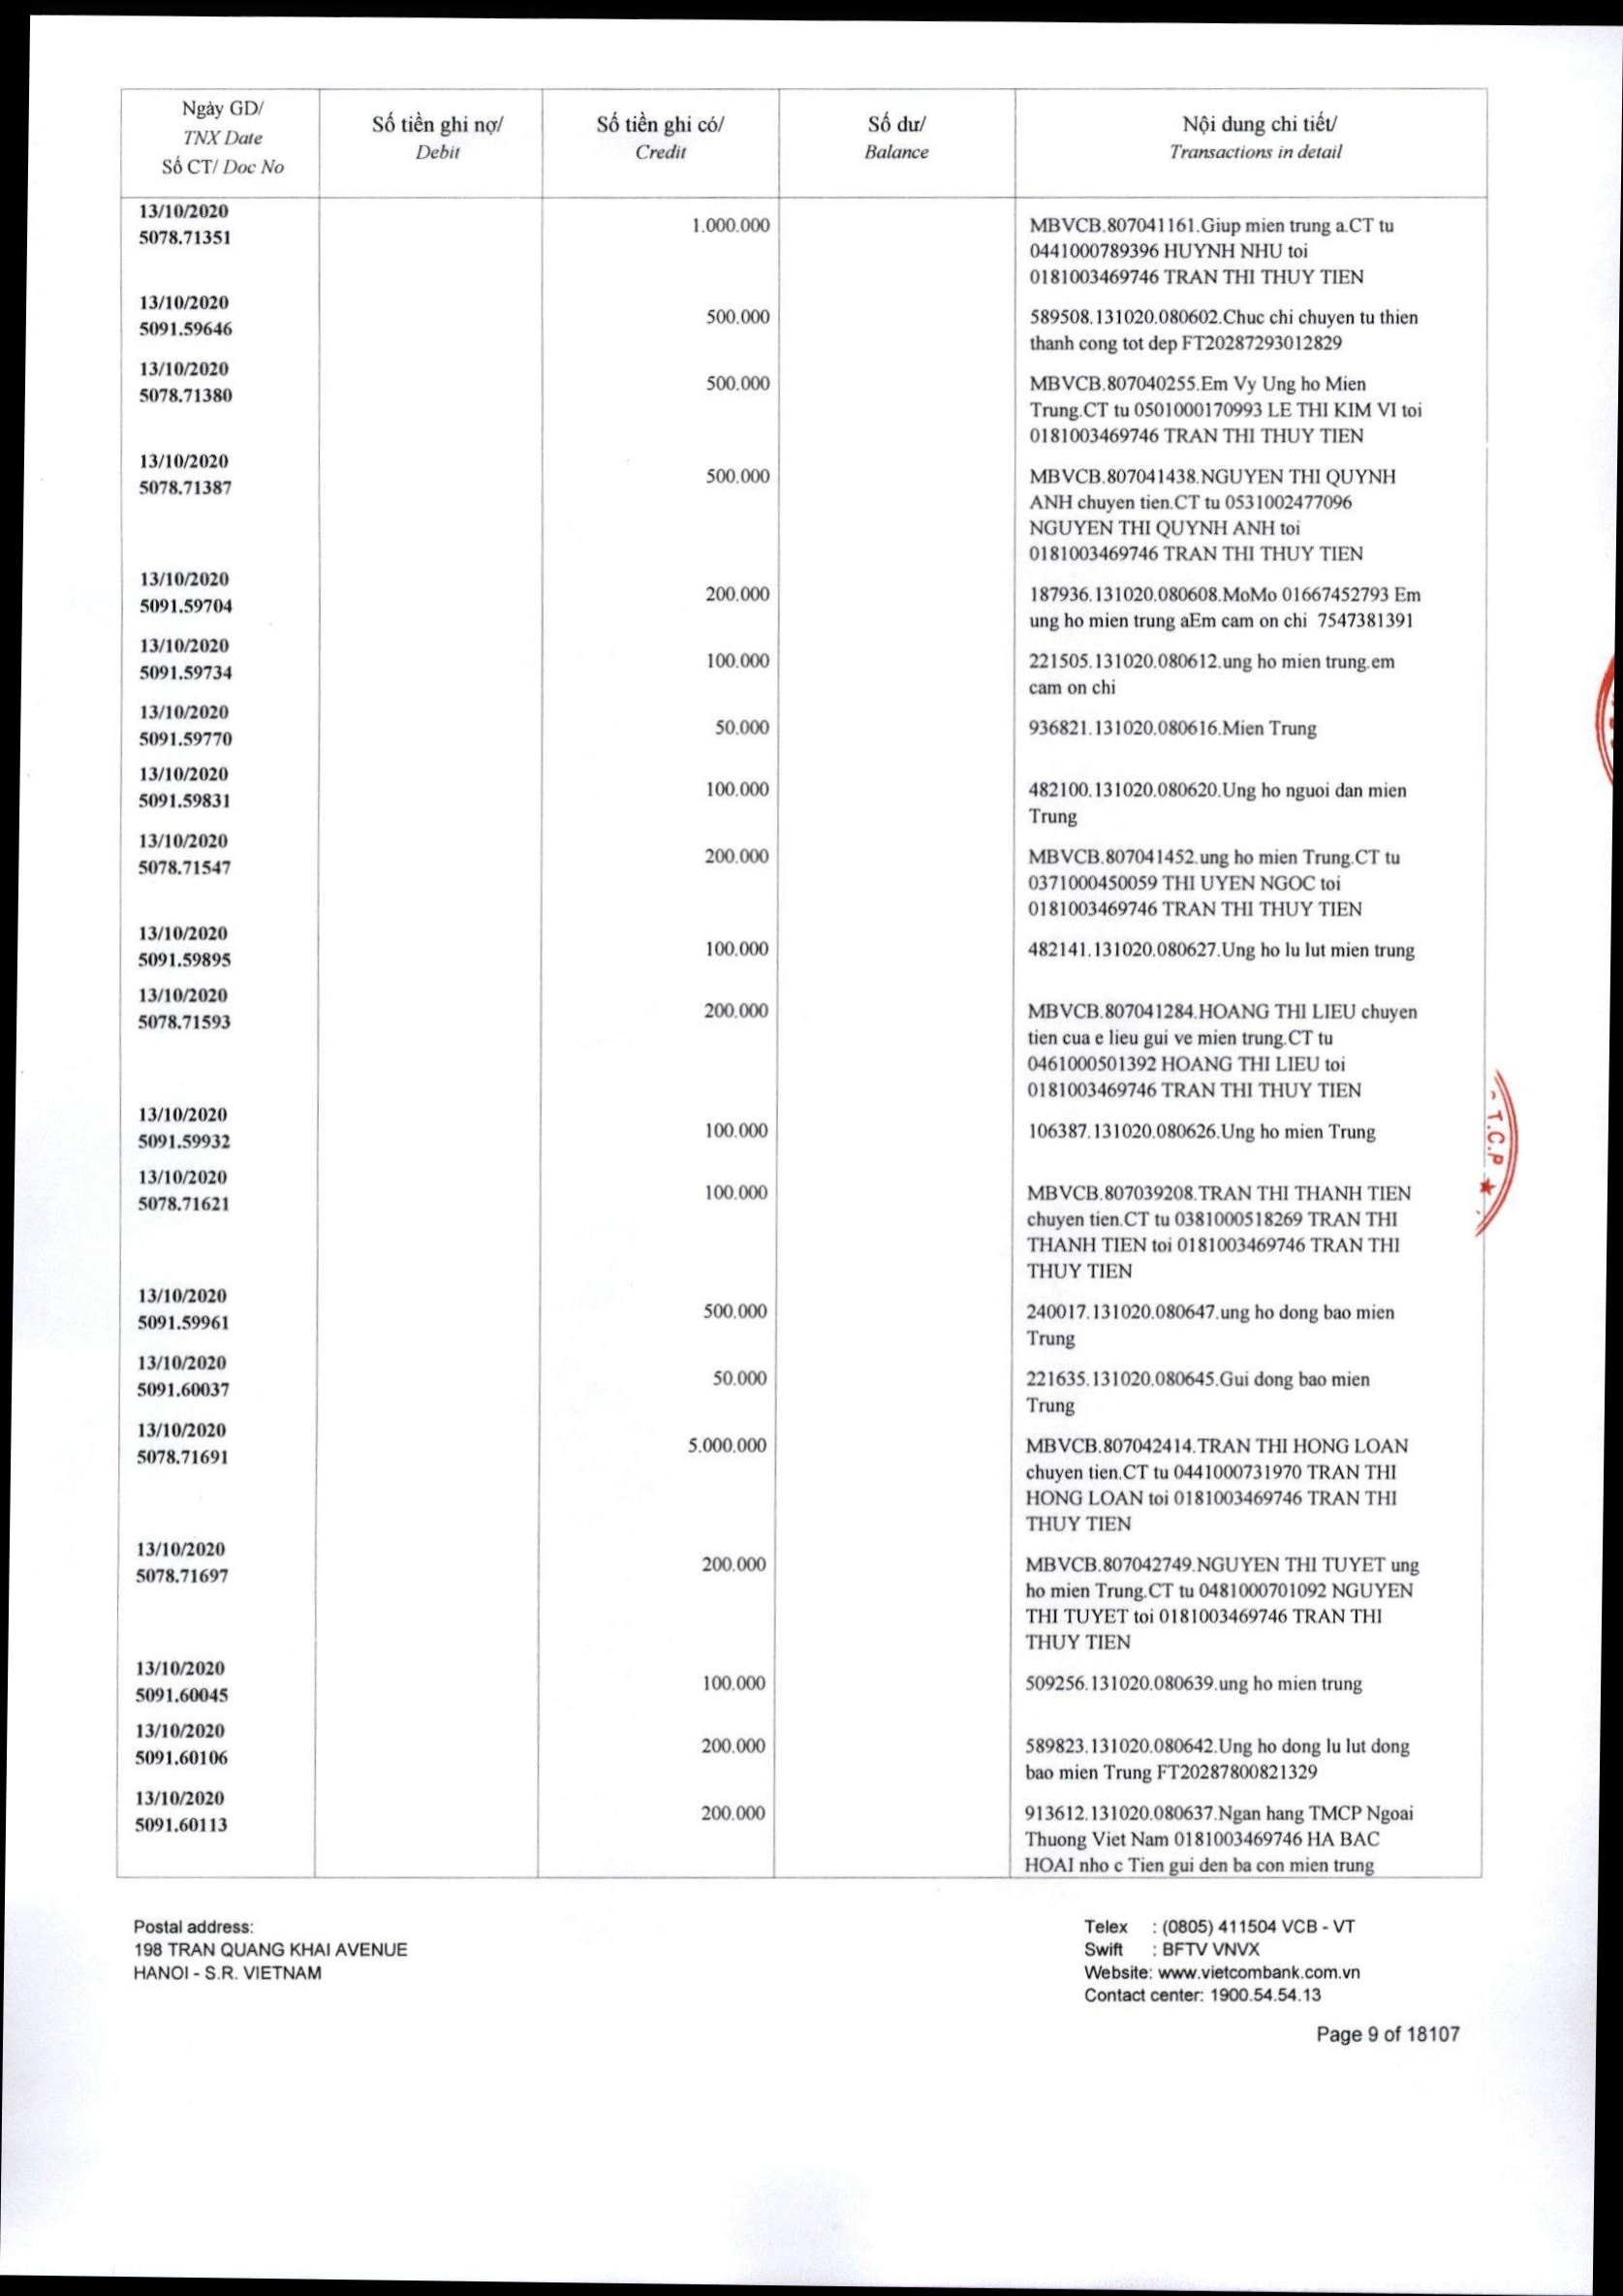 Ngày GD/
TNX Date
Số CT/ Doc No
Số tiền ghi nợ/
Debit
Số tiền ghi có/
Credit
Số dư/
Balance
Nội dung chi tiết/
Transactions in detail
13/10/2020
5078.71351
1.000.000
MBVCB.807041161.Giup mien trung a.CT tu
0441000789396 HUYNH NHU toi
0181003469746 TRAN THI THUY TIEN
13/10/2020
5091.59646
500.000
589508.131020.080602.Chuc chi chuyen tu thien
thanh cong tot dep FT20287293012829
13/10/2020
5078.71380
500.000
MBVCB.807040255.Em Vy Ung ho Mien
Trung.CT tu 0501000170993 LE THI KIM VI toi
0181003469746 TRAN THI THUY TIEN
13/10/2020
5078.71387
500.000
MBVCB.807041438.NGUYEN THI QUYNH
ANH chuyen tien.CT tu 0531002477096
NGUYEN THI QUYNH ANH toi
0181003469746 TRAN THI THUY TIEN
13/10/2020
5091.59704
200.000
187936.131020.080608.MoMo 01667452793 Em
ung ho mien trung aEm cam on chi 7547381391
13/10/2020
5091.59734
100.000
221505.131020.080612.ung ho mien trung.em
cam on chi
13/10/2020
5091.59770
50.000
936821.131020.080616.Mien Trung
13/10/2020
5091.59831
100.000
482100.131020.080620.Ung ho nguoi dan mien
Trung
13/10/2020
5078.71547
200.000
MBVCB.807041452.ung ho mien Trung.CT tu
0371000450059 THI UYEN NGOC toi
0181003469746 TRAN THI THUY TIEN
13/10/2020
5091.59895
100.000
482141.131020.080627.Ung ho lu lut mien trung
13/10/2020
5078.71593
200.000
MBVCB.807041284.HOANG THI LIEU chuyen
tien cua e lieu gui ve mien trung.CT tu
0461000501392 HOANG THI LIEU toi
0181003469746 TRAN THI THUY TIEN
13/10/2020
5091.59932
100.000
106387.131020.080626.Ung ho mien Trung
13/10/2020
5078.71621
100.000
MBVCB.807039208.TRAN THI THANH TIEN
chuyen tien.CT tu 0381000518269 TRAN THI
THANH TIEN toi 0181003469746 TRAN THI
THUY TIEN
13/10/2020
5091.59961
500.000
240017.131020.080647.ung ho dong bao mien
Trung
13/10/2020
5091.60037
50.000
221635.131020.080645.Gui dong bao mien
Trung
13/10/2020
5078.71691
5.000.000
MBVCB.807042414.TRAN THI HONG LOAN
chuyen tien.CT tu 0441000731970 TRAN THI
HONG LOAN toi 0181003469746 TRAN THI
THUY TIEN
13/10/2020
5078.71697
200.000
MBVCB.807042749.NGUYEN THI TUYET ung
ho mien Trung.CT tu 0481000701092 NGUYEN
THI TUYET toi 0181003469746 TRAN THI
THUY TIEN
13/10/2020
5091.60045
100.000
509256.131020.080639.ung ho mien trung
13/10/2020
5091.60106
200.000
589823.131020.080642.Ung ho dong lu lut dong
bao mien Trung FT20287800821329
13/10/2020
5091.60113
200.000
913612.131020.080637.Ngan hang TMCP Ngoai
Thuong Viet Nam 0181003469746 HA BAC
HOAI nho c Tien gui den ba con mien trung
T.C.P
Postal address:
198 TRAN QUANG KHAI AVENUE
HANOI - S.R. VIETNAM
Telex : (0805) 411504 VCB - VT
Swift : BFTV VNVX
Website: www.vietcombank.com.vn
Contact center: 1900.54.54.13
Page 9 of 18107